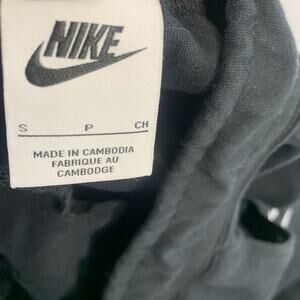 NIKE
S P CH
MADE IN CAMBODIA
FABRIQUE AU
CAMBODGE